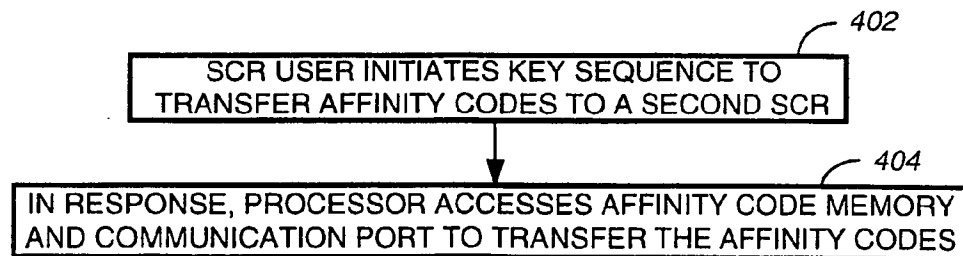 402
SCR USER INITIATES KEY SEQUENCE TO
TRANSFER AFFINITY CODES TO A SECOND SCR
404
IN RESPONSE, PROCESSOR ACCESSES AFFINITY CODE MEMORY
AND COMMUNICATION PORT TO TRANSFER THE AFFINITY CODES